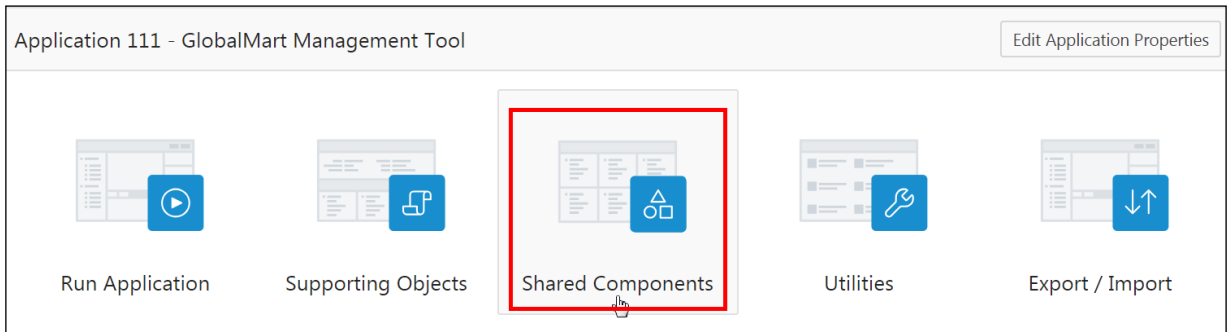 Application 111 - GlobalMart Management Tool
Edit Application Properties
Run Application
Supporting Objects
Shared Components
Utilities
Export / Import